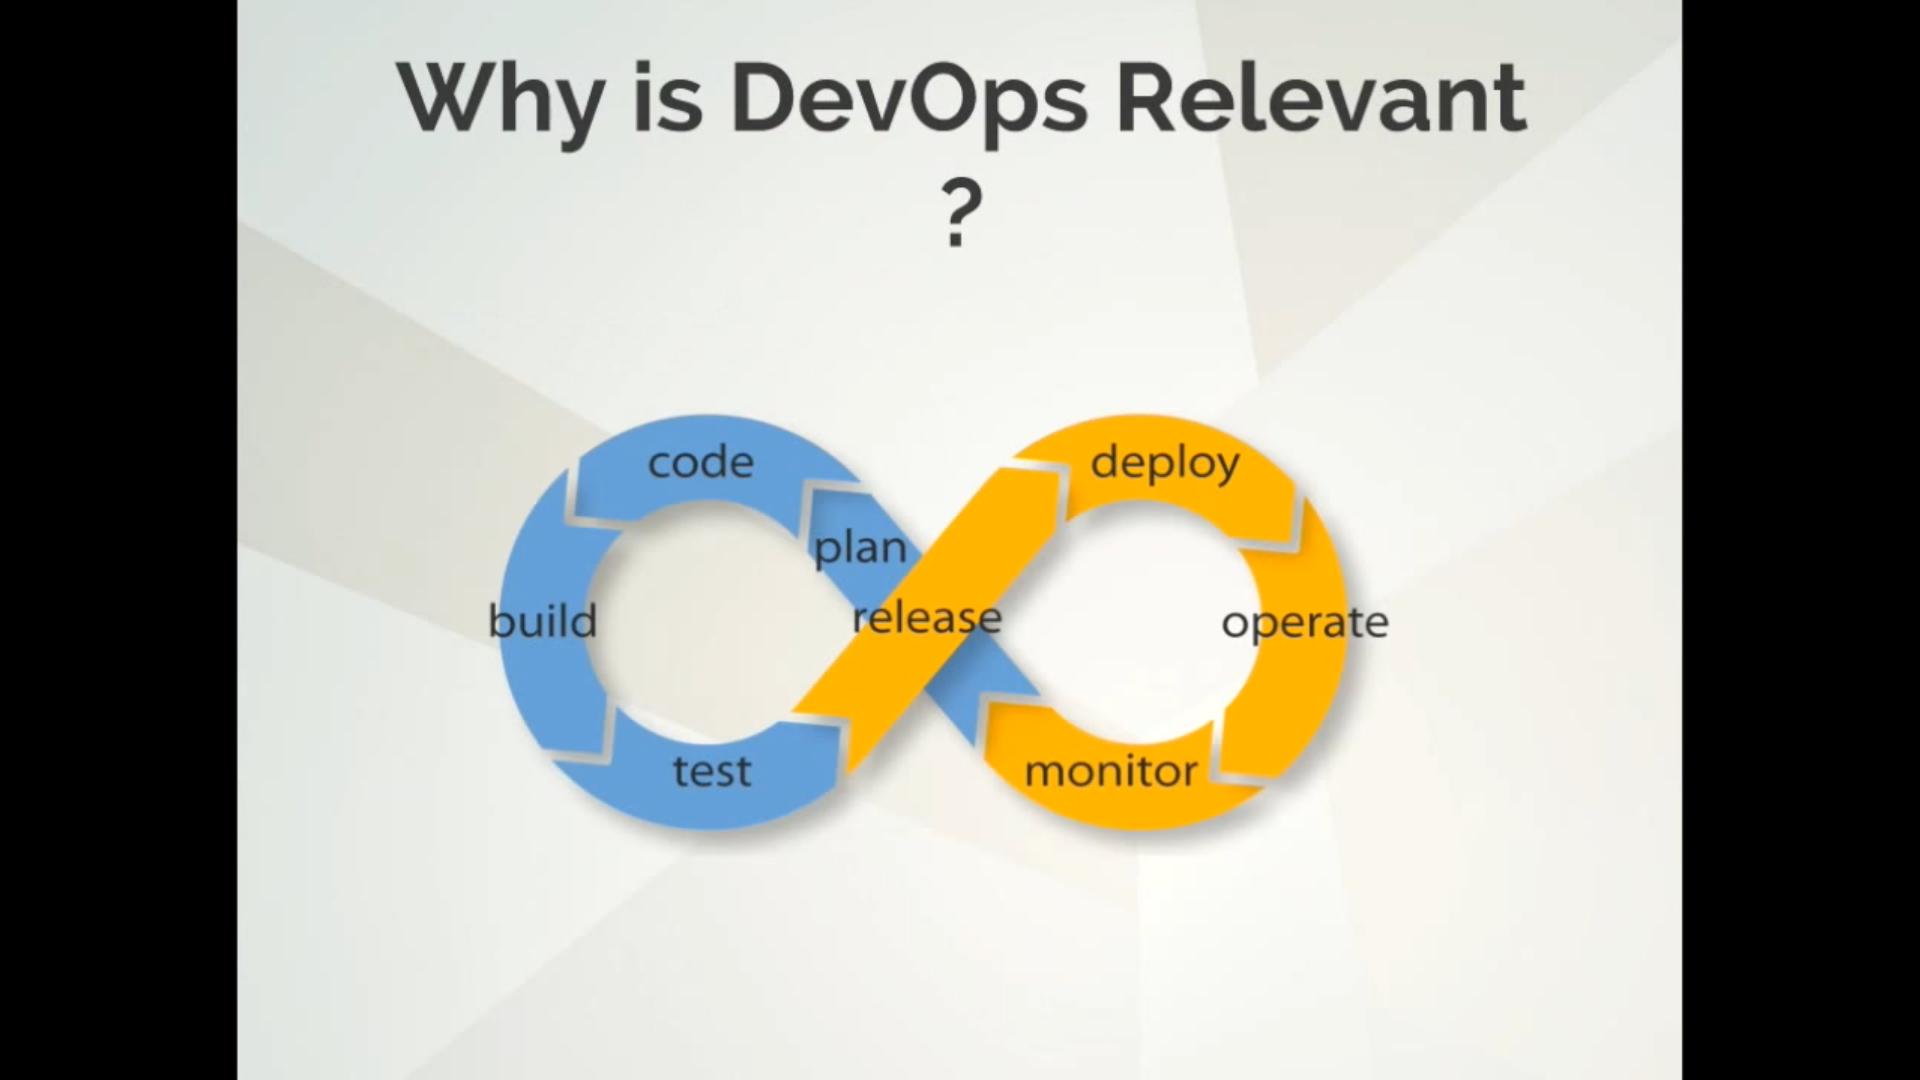 Why is DevOps Relevant
?
code
deploy
plan
build
release
operate
test
monitor